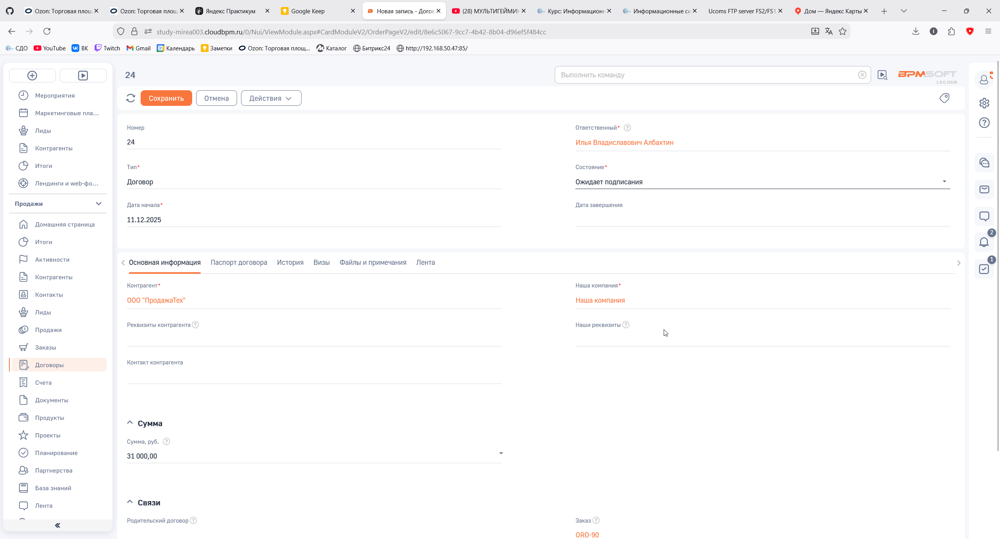 Ozon: Торговая площ
Ozon: Торговая площ
Яндекс Практикум
Google Keep
Новая запись - Догов
(28) МУЛЬТИГЕЙМИН
Курс: Информационн
Информационные си
Ucoms FTP server FS2/FS1
Дом — Яндекс Карты
study-mirea003.cloudbpm.ru/0/Nui/ViewModule.aspx#CardModuleV2/OrderPageV2/edit/8e6c5067-9cc7-4b42-8b04-d96ef5f484cc
СДО
YouTube
ВК
Twitch
Gmail
31
Календарь
Заметки
Ozon: Торговая площ...
Каталог
Битрикс24
http://192.168.50.47:85/
Мероприятия
Маркетинговые пла...
Лиды
Контрагенты
Итоги
Лендинги и web-фо...
Продажи
Домашняя страница
Итоги
Активности
Контрагенты
Контакты
Лиды
Продажи
Заказы
Договоры
Счета
Документы
Продукты
Проекты
Планирование
Партнерства
База знаний
Лента
24
Выполнить команду
BPMSOFT
1.8.0.19108
Сохранить
Отмена
Действия
Номер
24
Ответственный*
Илья Владиславович Албахтин
Тип*
Договор
Состояние*
Ожидает подписания
Дата начала*
11.12.2025
Дата завершения
Основная информация
Паспорт договора
История
Визы
Файлы и примечания
Лента
Контрагент*
ООО "ПродажаТех"
Наша компания*
Наша компания
Реквизиты контрагента
Наши реквизиты
Контакт контрагента
Сумма
Сумма, руб.
31 000,00
Связи
Родительский договор
Заказ
ORD-90
2
1